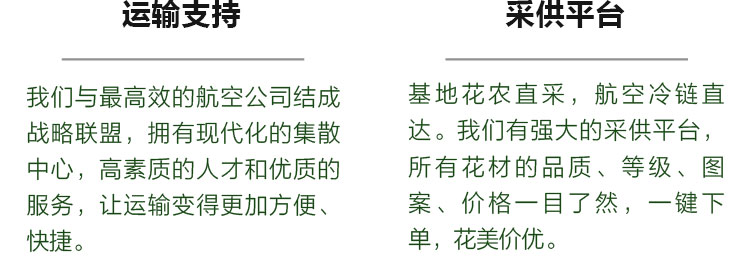 运输支持
我们与最高效的航空公司结成
战略联盟，拥有现代化的集散
中心，高素质的人才和优质的
服务，让运输变得更加方便、
快捷。
采供平台
基地花农直采，航空冷链直
达。我们有强大的采供平台，
所有花材的品质、等级、图
案、价格一目了然，一键下
单，花美价优。